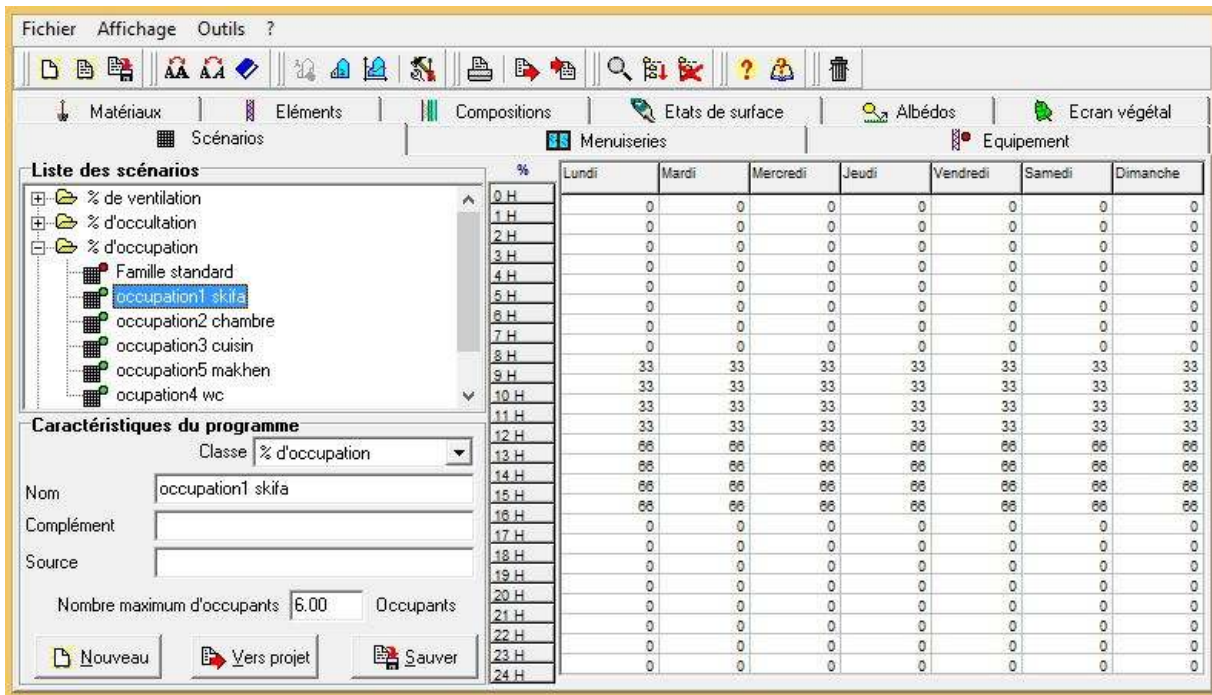 Fichier Affichage Outils ?
Matériaux Eléments Compositions Etats de surface Albédos Ecran végétal
Scénarios Menuiseries Equipement
Liste des scénarios
% de ventilation
% d'occultation
% d'occupation
Famille standard
occupation1 skifa
occupation2 chambre
occupation3 cuisin
occupation5 makhen
ocupation4 wc
Caractéristiques du programme
Classe % d'occupation
Nom occupation1 skifa
Complément
Source
Nombre maximum d'occupants 6.00 Occupants
Nouveau Vers projet Sauver
% Lundi Mardi Mercredi Jeudi Vendredi Samedi Dimanche
0 H
0 0 0 0 0 0 0
1 H
0 0 0 0 0 0 0
2 H
0 0 0 0 0 0 0
3 H
0 0 0 0 0 0 0
4 H
0 0 0 0 0 0 0
5 H
0 0 0 0 0 0 0
6 H
0 0 0 0 0 0 0
7 H
0 0 0 0 0 0 0
8 H
33 33 33 33 33 33 33
9 H
33 33 33 33 33 33 33
10 H
33 33 33 33 33 33 33
11 H
33 33 33 33 33 33 33
12 H
66 66 66 66 66 66 66
13 H
66 66 66 66 66 66 66
14 H
66 66 66 66 66 66 66
15 H
66 66 66 66 66 66 66
16 H
0 0 0 0 0 0 0
17 H
0 0 0 0 0 0 0
18 H
0 0 0 0 0 0 0
19 H
0 0 0 0 0 0 0
20 H
0 0 0 0 0 0 0
21 H
0 0 0 0 0 0 0
22 H
0 0 0 0 0 0 0
23 H
0 0 0 0 0 0 0
24 H